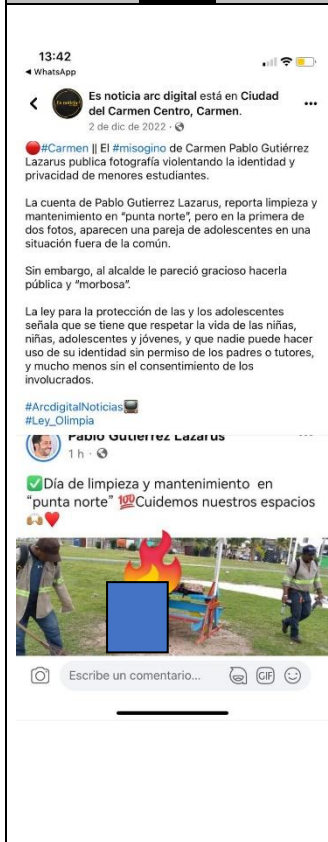 13:42
◄ WhatsApp
Es noticia arc digital está en Ciudad
del Carmen Centro, Carmen.
2 de dic de 2022 ·
🔴#Carmen || El #misogino de Carmen Pablo Gutiérrez
Lazarus publica fotografía violentando la identidad y
privacidad de menores estudiantes.
La cuenta de Pablo Gutierrez Lazarus, reporta limpieza y
mantenimiento en “punta norte”, pero en la primera de
dos fotos, aparecen una pareja de adolescentes en una
situación fuera de la común.
Sin embargo, al alcalde le pareció gracioso hacerla
pública y “morbosa”.
La ley para la protección de las y los adolescentes
señala que se tiene que respetar la vida de las niñas,
niñas, adolescentes y jóvenes, y que nadie puede hacer
uso de su identidad sin permiso de los padres o tutores,
y mucho menos sin el consentimiento de los
involucrados.
#ArcdigitalNoticias
#Ley_Olimpia
Pablo Gutiérrez Lazarus
1 h ·
✅Día de limpieza y mantenimiento en
“punta norte” 💯Cuidemos nuestros espacios
🙌🏼❤️
Escribe un comentario...
GIF